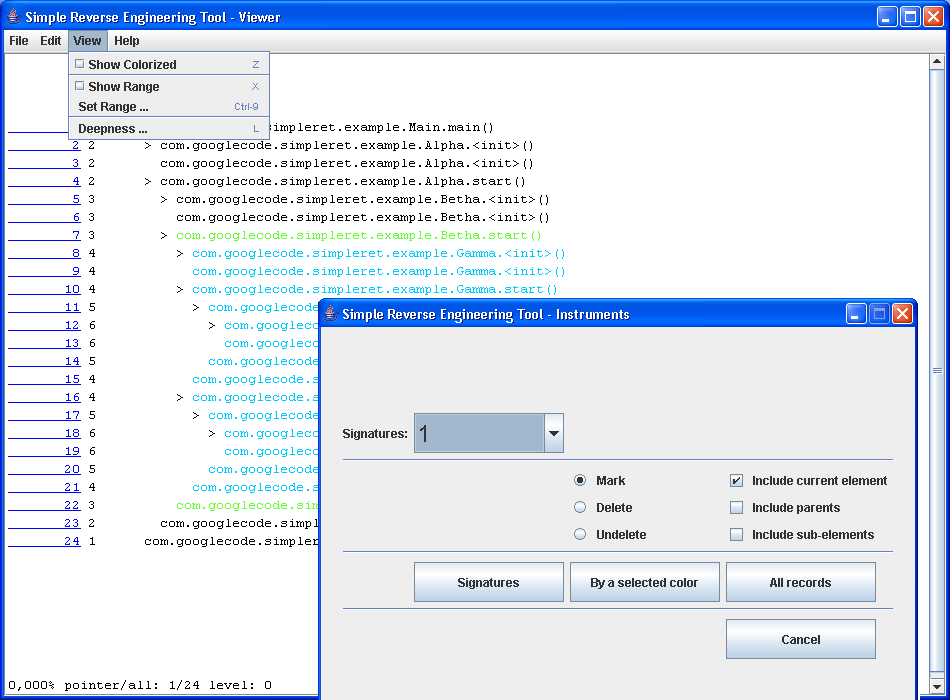 Simple Reverse Engineering Tool - Viewer
File Edit View Help
Show Colorized Z
Show Range X
Set Range ... Ctrl-9
Deepness ... L
simpleret.example.Main.main()
2 2 > com.googlecode.simpleret.example.Alpha.<init>()
3 2 com.googlecode.simpleret.example.Alpha.<init>()
4 2 > com.googlecode.simpleret.example.Alpha.start()
5 3 > com.googlecode.simpleret.example.Betha.<init>()
6 3 com.googlecode.simpleret.example.Betha.<init>()
7 3 > com.googlecode.simpleret.example.Betha.start()
8 4 > com.googlecode.simpleret.example.Gamma.<init>()
9 4 com.googlecode.simpleret.example.Gamma.<init>()
10 4 > com.googlecode.simpleret.example.Gamma.start()
11 5 > com.googlecode
12 6 > com.googlec
13 6 com.googlec
14 5 com.googlecode
15 4 com.googlecode.s
16 4 > com.googlecode.s
17 5 > com.googlecode
18 6 > com.googlec
19 6 com.googlec
20 5 com.googlecode
21 4 com.googlecode.s
22 3 com.googlecode.sim
23 2 com.googlecode.simpl
24 1 com.googlecode.simpler
0,000% pointer/all: 1/24 level: 0
Simple Reverse Engineering Tool - Instruments
Signatures: 1
Mark Include current element
Delete Include parents
Undelete Include sub-elements
Signatures By a selected color All records
Cancel